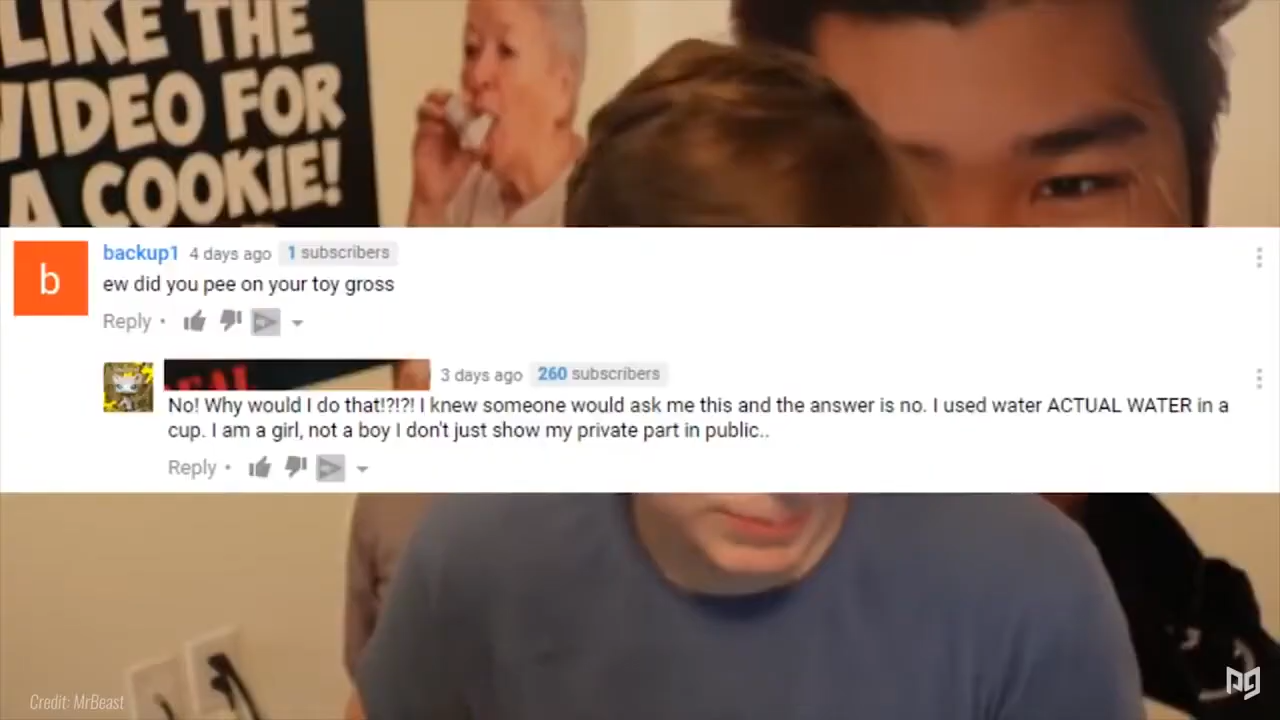 LIKE THE
VIDEO FOR
A COOKIE!
b
backup1 4 days ago 1 subscribers
ew did you pee on your toy gross
Reply •
3 days ago 260 subscribers
No! Why would I do that!?!?! I knew someone would ask me this and the answer is no. I used water ACTUAL WATER in a
cup. I am a girl, not a boy I don't just show my private part in public..
Reply •
Credit: MrBeast